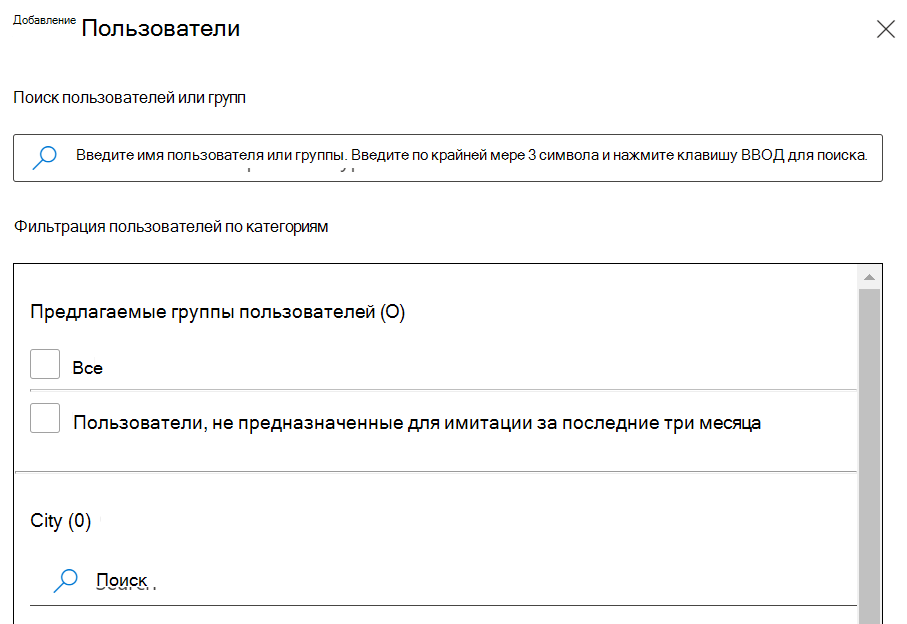 Добавление Пользователи
Поиск пользователей или групп
Введите имя пользователя или группы. Введите по крайней мере 3 символа и нажмите клавишу ВВОД для поиска.
Фильтрация пользователей по категориям
Предлагаемые группы пользователей (О)
Все
Пользователи, не предназначенные для имитации за последние три месяца
City (0)
Поиск